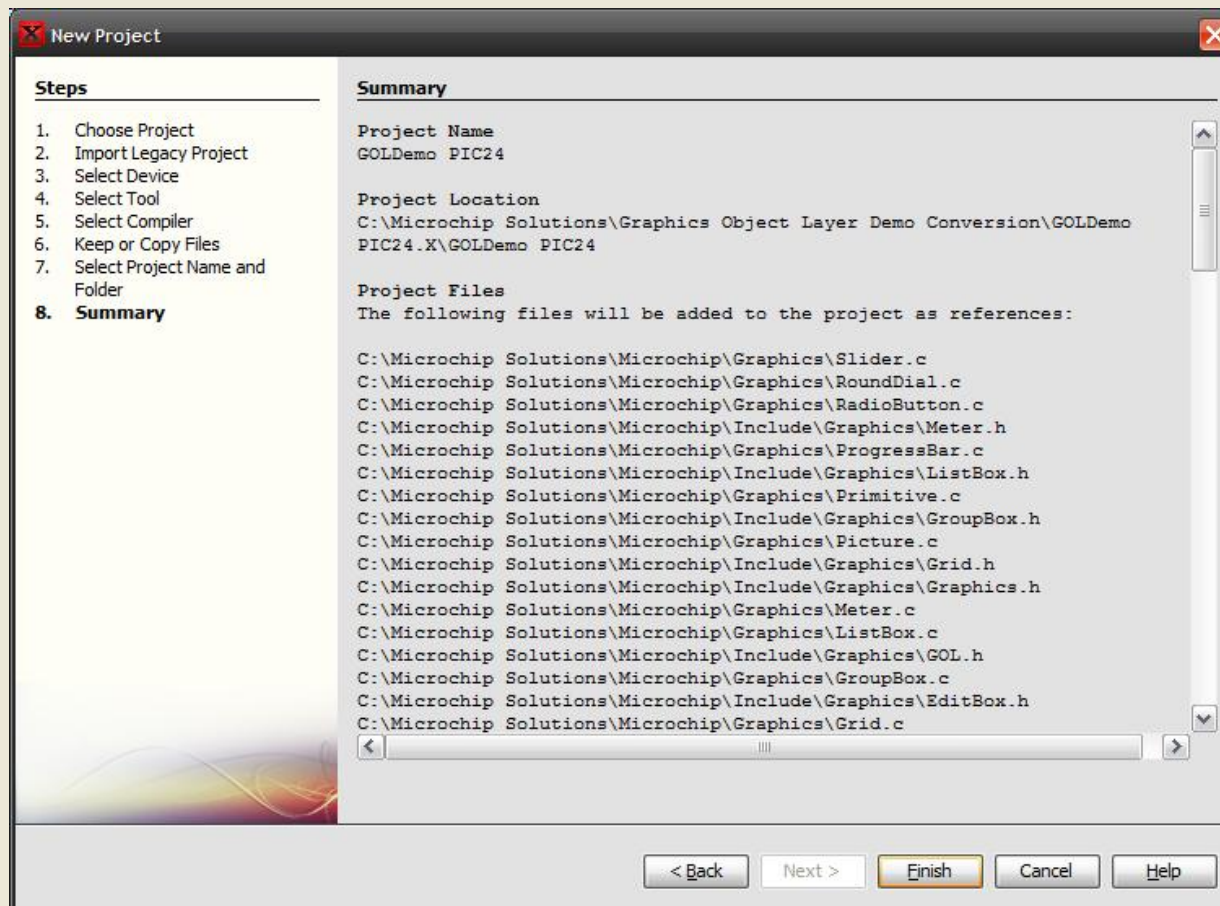 New Project
Steps
1. Choose Project
2. Import Legacy Project
3. Select Device
4. Select Tool
5. Select Compiler
6. Keep or Copy Files
7. Select Project Name and
Folder
8. Summary
Summary
Project Name
GOLDemo PIC24
Project Location
C:\Microchip Solutions\Graphics Object Layer Demo Conversion\GOLDemo
PIC24.X\GOLDemo PIC24
Project Files
The following files will be added to the project as references:
C:\Microchip Solutions\Microchip\Graphics\Slider.c
C:\Microchip Solutions\Microchip\Graphics\RoundDial.c
C:\Microchip Solutions\Microchip\Graphics\RadioButton.c
C:\Microchip Solutions\Microchip\Include\Graphics\Meter.h
C:\Microchip Solutions\Microchip\Graphics\ProgressBar.c
C:\Microchip Solutions\Microchip\Include\Graphics\ListBox.h
C:\Microchip Solutions\Microchip\Graphics\Primitive.c
C:\Microchip Solutions\Microchip\Include\Graphics\GroupBox.h
C:\Microchip Solutions\Microchip\Graphics\Picture.c
C:\Microchip Solutions\Microchip\Include\Graphics\Grid.h
C:\Microchip Solutions\Microchip\Include\Graphics\Graphics.h
C:\Microchip Solutions\Microchip\Graphics\Meter.c
C:\Microchip Solutions\Microchip\Graphics\ListBox.c
C:\Microchip Solutions\Microchip\Include\Graphics\GOL.h
C:\Microchip Solutions\Microchip\Graphics\GroupBox.c
C:\Microchip Solutions\Microchip\Include\Graphics\EditBox.h
C:\Microchip Solutions\Microchip\Graphics\Grid.c
< Back Next > Finish Cancel Help